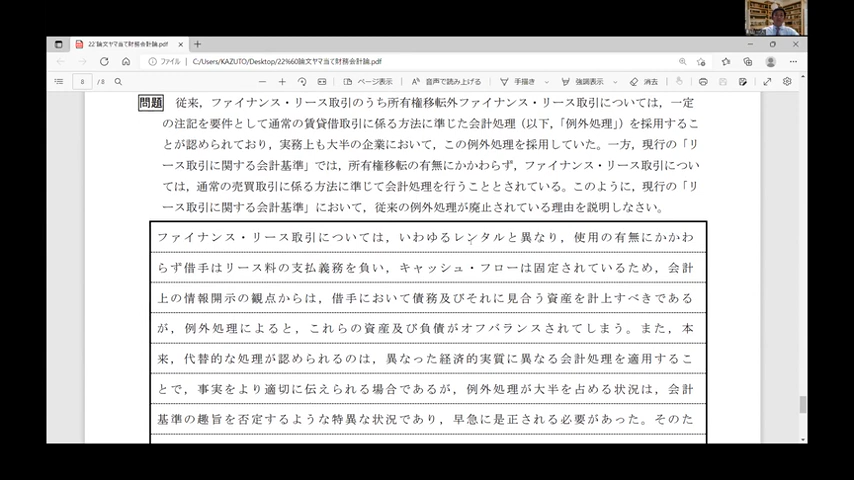 22'論文ヤマ当て財務会計論.pdf
ファイル | C:/Users/KAZUTO/Desktop/22%60論文ヤマ当て財務会計論.pdf
8 /8 ページ表示 音声で読み上げる 手描き 強調表示 消去
問題 従来，ファイナンス・リース取引のうち所有権移転外ファイナンス・リース取引については，一定
の注記を要件として通常の賃貸借取引に係る方法に準じた会計処理（以下，「例外処理」）を採用するこ
とが認められており，実務上も大半の企業において，この例外処理を採用していた。一方，現行の「リ
ース取引に関する会計基準」では，所有権移転の有無にかかわらず，ファイナンス・リース取引につい
ては，通常の売買取引に係る方法に準じて会計処理を行うこととされている。このように，現行の「リ
ース取引に関する会計基準」において，従来の例外処理が廃止されている理由を説明しなさい。
ファイナンス・リース取引については，いわゆるレンタルと異なり，使用の有無にかかわ
らず借手はリース料の支払義務を負い，キャッシュ・フローは固定されているため，会計
上の情報開示の観点からは，借手において債務及びそれに見合う資産を計上すべきである
が，例外処理によると，これらの資産及び負債がオフバランスされてしまう。また，本
来，代替的な処理が認められるのは，異なった経済的実質に異なる会計処理を適用するこ
とで，事実をより適切に伝えられる場合であるが，例外処理が大半を占める状況は，会計
基準の趣旨を否定するような特異な状況であり，早急に是正される必要があった。そのた